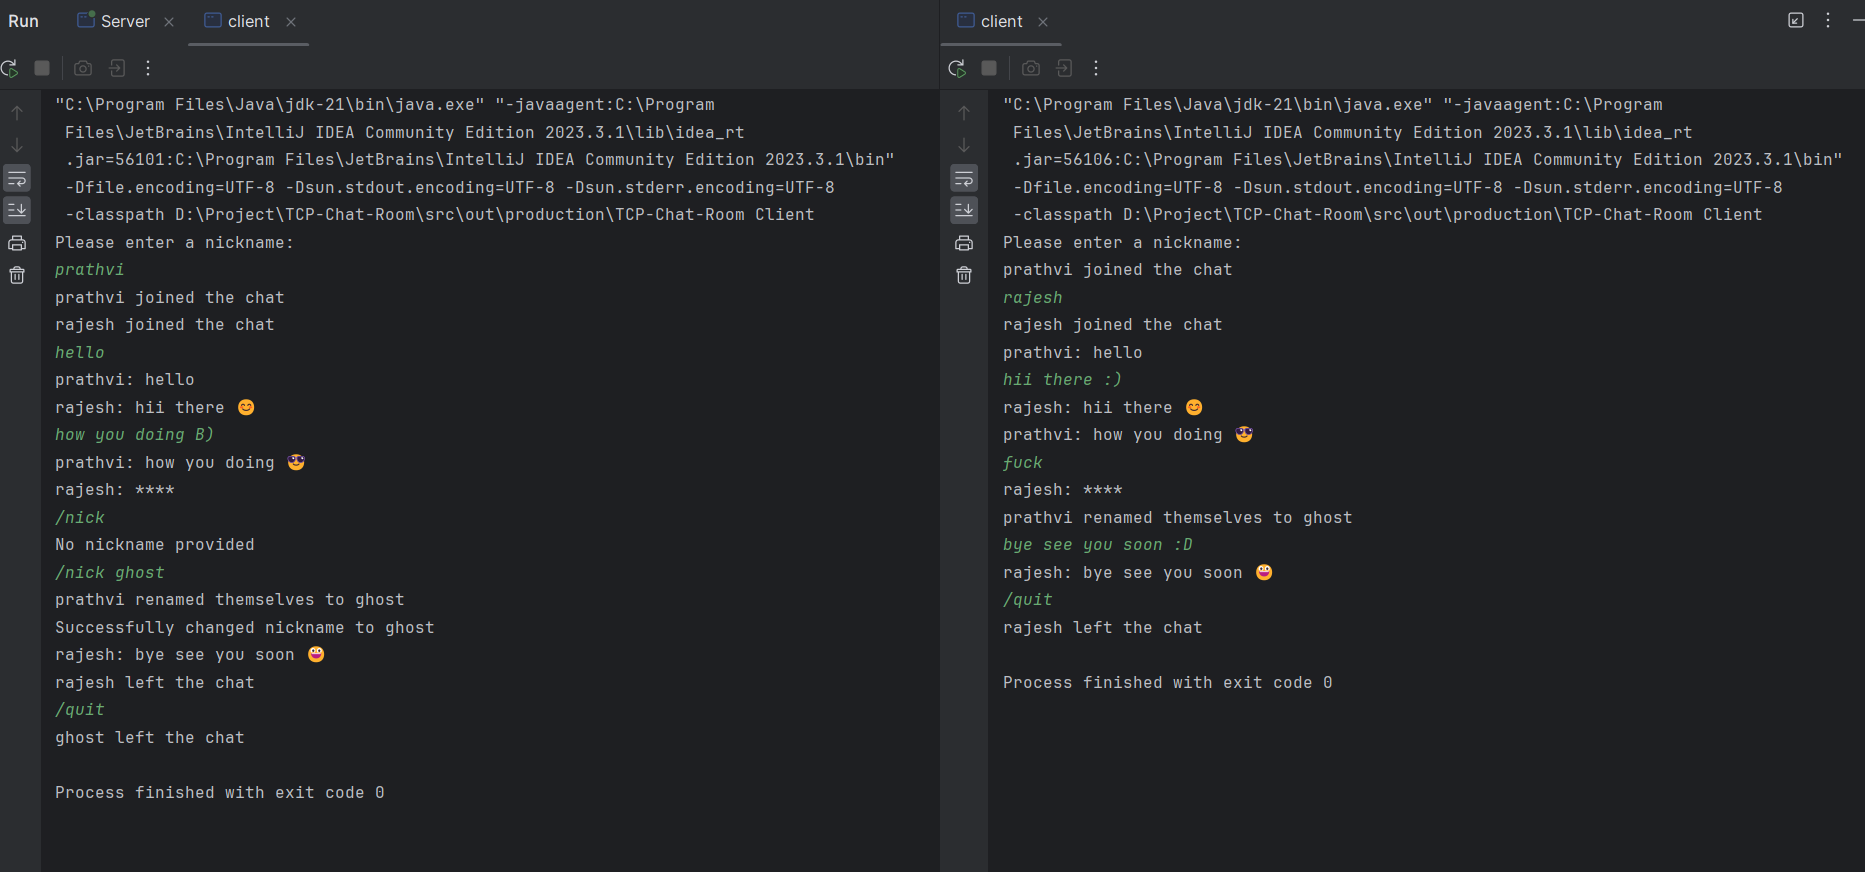 Run Server client
"C:\Program Files\Java\jdk-21\bin\java.exe" "-javaagent:C:\Program
Files\JetBrains\IntelliJ IDEA Community Edition 2023.3.1\lib\idea_rt
.jar=56101:C:\Program Files\JetBrains\IntelliJ IDEA Community Edition 2023.3.1\bin"
-Dfile.encoding=UTF-8 -Dsun.stdout.encoding=UTF-8 -Dsun.stderr.encoding=UTF-8
-classpath D:\Project\TCP-Chat-Room\src\out\production\TCP-Chat-Room Client
Please enter a nickname:
prathvi
prathvi joined the chat
rajesh joined the chat
hello
prathvi: hello
rajesh: hii there 😊
how you doing B)
prathvi: how you doing 😎
rajesh: ****
/nick
No nickname provided
/nick ghost
prathvi renamed themselves to ghost
Successfully changed nickname to ghost
rajesh: bye see you soon 😀
rajesh left the chat
/quit
ghost left the chat
Process finished with exit code 0
client
"C:\Program Files\Java\jdk-21\bin\java.exe" "-javaagent:C:\Program
Files\JetBrains\IntelliJ IDEA Community Edition 2023.3.1\lib\idea_rt
.jar=56106:C:\Program Files\JetBrains\IntelliJ IDEA Community Edition 2023.3.1\bin"
-Dfile.encoding=UTF-8 -Dsun.stdout.encoding=UTF-8 -Dsun.stderr.encoding=UTF-8
-classpath D:\Project\TCP-Chat-Room\src\out\production\TCP-Chat-Room Client
Please enter a nickname:
prathvi joined the chat
rajesh
rajesh joined the chat
prathvi: hello
hii there :)
rajesh: hii there 😊
prathvi: how you doing 😎
fuck
rajesh: ****
prathvi renamed themselves to ghost
bye see you soon :D
rajesh: bye see you soon 😀
/quit
rajesh left the chat
Process finished with exit code 0